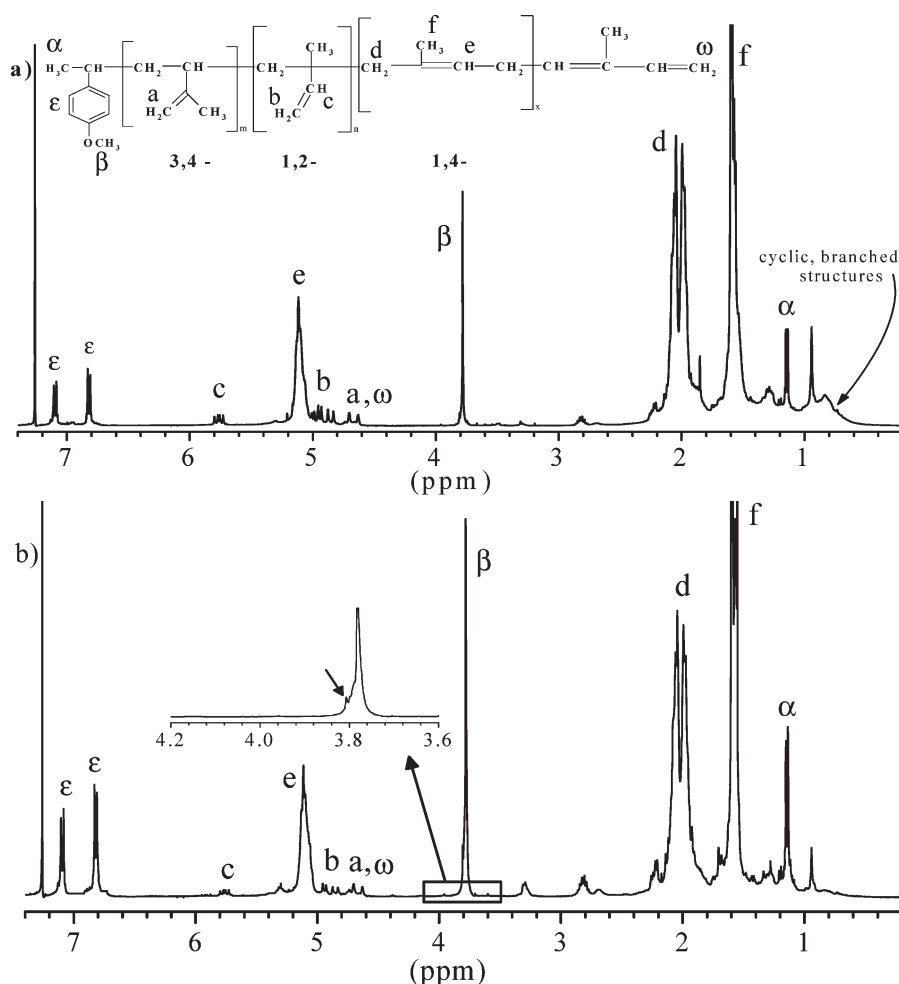 a)
α
H₃C CH
ε
OCH₃
β
CH₂ CH
a
H₂C CH₃
m
3,4 -
CH₃
CH₂
b
c
H₂C CH
n
1,2-
d
CH₂
f
CH₃
e
CH CH₂
x
1,4-
CH₃
CH CH CH₂
ω
f
d
β
e
cyclic, branched
structures
α
ε ε
c
b
a,ω
7 6 5 4 3 2 1
(ppm)
b)
f
β
d
α
4.2 4.0 3.8 3.6
ε ε
e
c
b
a,ω
7 6 5 4 3 2 1
(ppm)